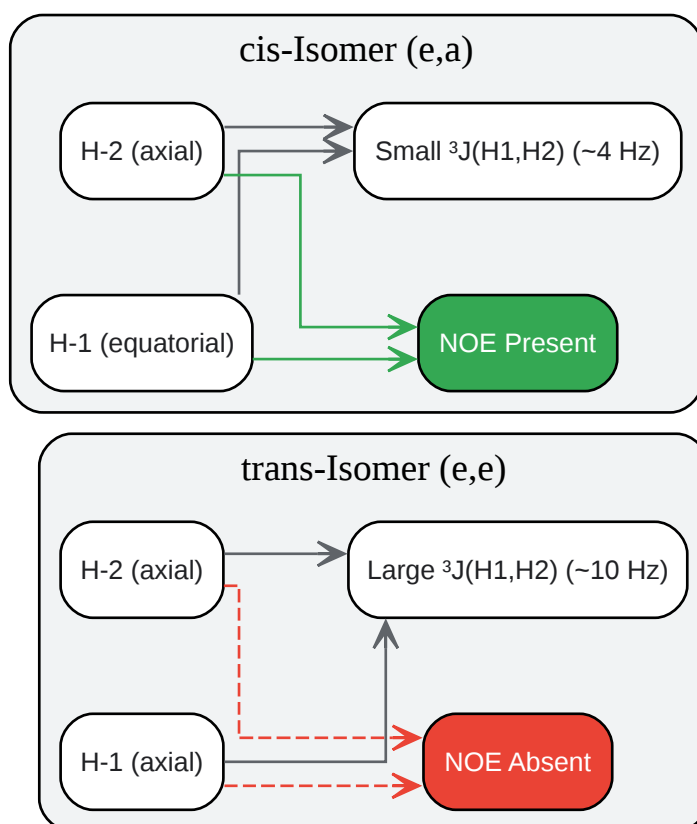 cis-Isomer (e,a)
H-2 (axial)
Small ³J(H1,H2) (~4 Hz)
H-1 (equatorial)
NOE Present
trans-Isomer (e,e)
H-2 (axial)
Large ³J(H1,H2) (~10 Hz)
H-1 (axial)
NOE Absent